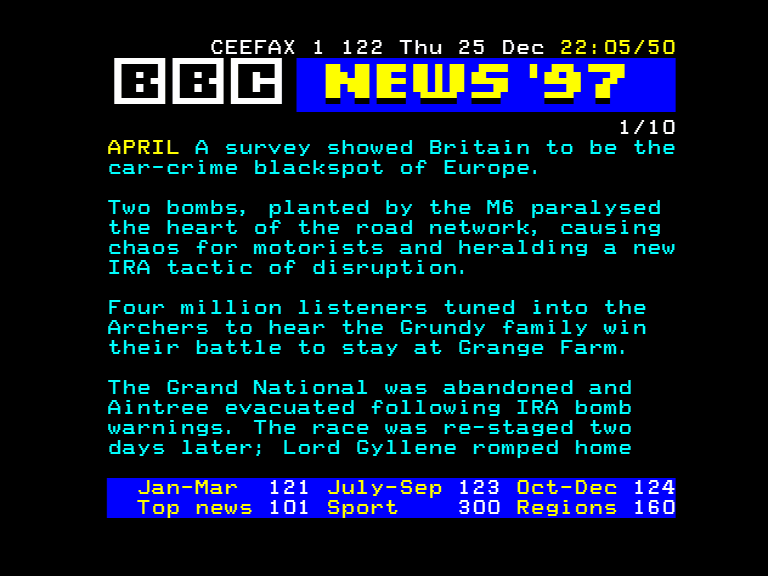 CEEFAX 1 122 Thu 25 Dec 22:05/50
BBC NEWS '97
1/10
APRIL A survey showed Britain to be the
car-crime blackspot of Europe.
Two bombs, planted by the M6 paralysed
the heart of the road network, causing
chaos for motorists and heralding a new
IRA tactic of disruption.
Four million listeners tuned into the
Archers to hear the Grundy family win
their battle to stay at Grange Farm.
The Grand National was abandoned and
Aintree evacuated following IRA bomb
warnings. The race was re-staged two
days later; Lord Gyllene romped home
Jan-Mar 121 July-Sep 123 Oct-Dec 124
Top news 101 Sport 300 Regions 160